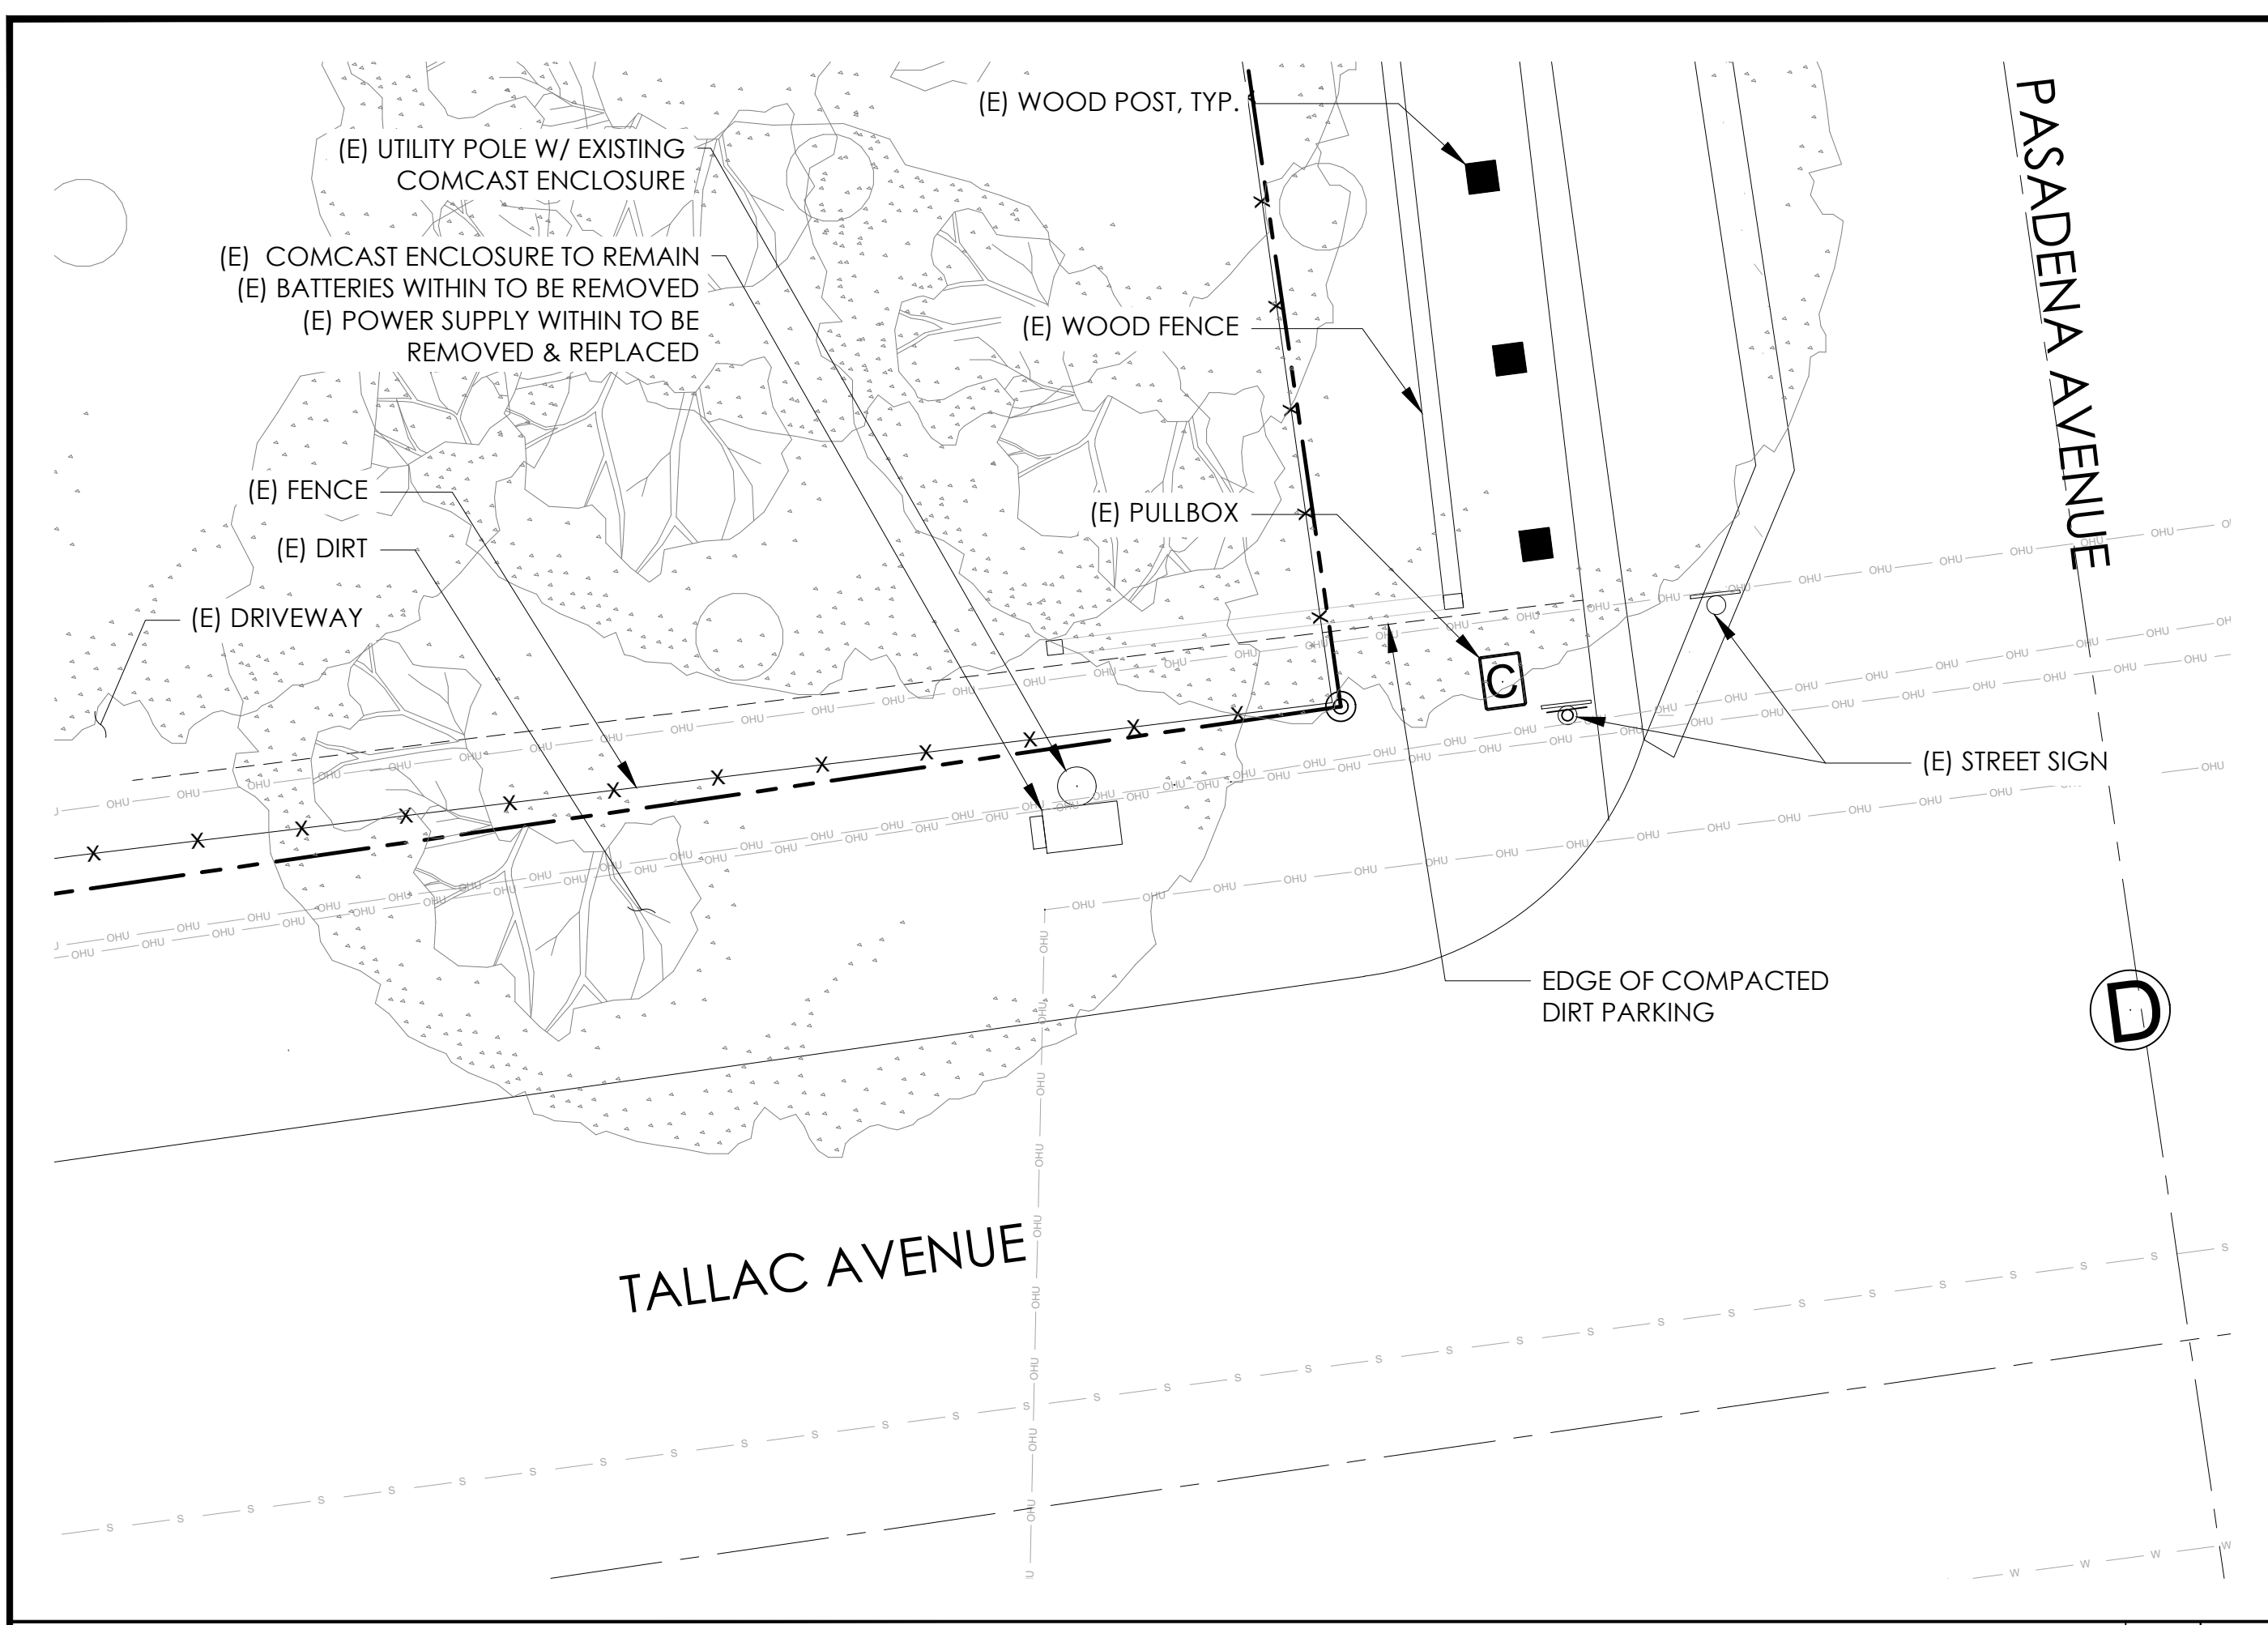 (E) WOOD POST, TYP.
(E) UTILITY POLE W/ EXISTING
COMCAST ENCLOSURE
(E) COMCAST ENCLOSURE TO REMAIN
(E) BATTERIES WITHIN TO BE REMOVED
(E) POWER SUPPLY WITHIN TO BE
REMOVED & REPLACED
(E) WOOD FENCE
PASADENA AVENUE
(E) FENCE
(E) PULLBOX
(E) DIRT
(E) DRIVEWAY
C
(E) STREET SIGN
EDGE OF COMPACTED
DIRT PARKING
D
TALLAC AVENUE